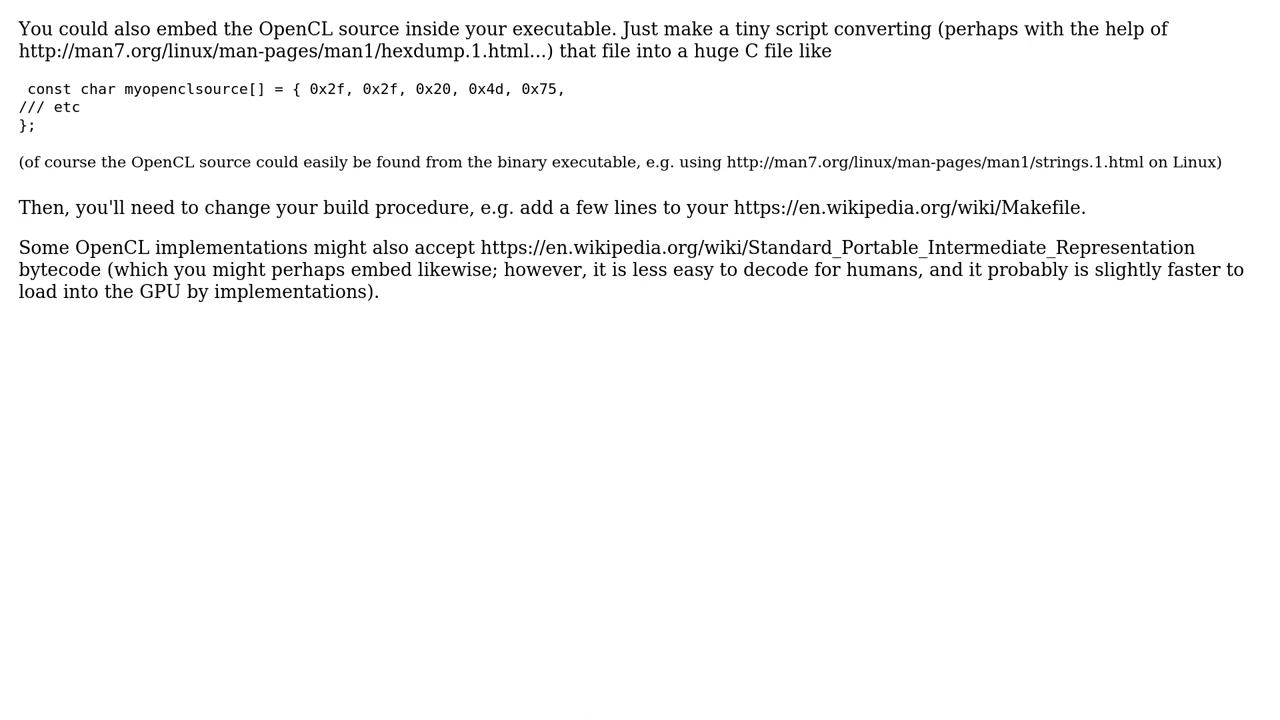 You could also embed the OpenCL source inside your executable. Just make a tiny script converting (perhaps with the help of
http://man7.org/linux/man-pages/man1/hexdump.1.html...) that file into a huge C file like
const char myopenclsource[] = { 0x2f, 0x2f, 0x20, 0x4d, 0x75,
/// etc
};
(of course the OpenCL source could easily be found from the binary executable, e.g. using http://man7.org/linux/man-pages/man1/strings.1.html on Linux)
Then, you'll need to change your build procedure, e.g. add a few lines to your https://en.wikipedia.org/wiki/Makefile.
Some OpenCL implementations might also accept https://en.wikipedia.org/wiki/Standard_Portable_Intermediate_Representation
bytecode (which you might perhaps embed likewise; however, it is less easy to decode for humans, and it probably is slightly faster to
load into the GPU by implementations).